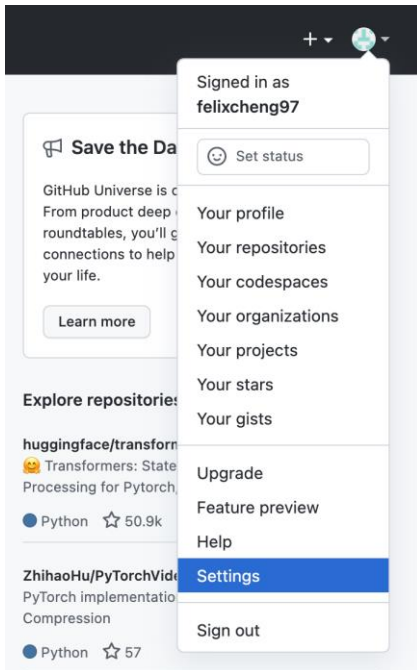 Signed in as
felixcheng97
Set status
Your profile
Your repositories
Your codespaces
Your organizations
Your projects
Your stars
Your gists
Upgrade
Feature preview
Help
Settings
Sign out
Save the Da
GitHub Universe is
From product deep
roundtables, you'll
connections to help
your life.
Learn more
Explore repositories
huggingface/transform
🤗 Transformers: State
Processing for Pytorch,
Python 50.9k
ZhihaoHu/PyTorchVide
PyTorch implementatio
Compression
Python 57